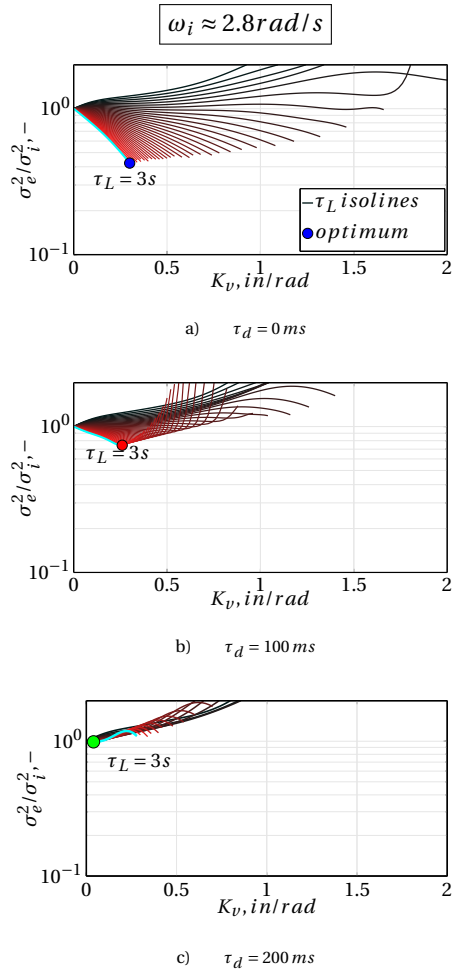 ω_i ≈ 2.8 rad/s
10^0
10^-1
σ_e^2/σ_i^2, −
τ_L = 3s
τ_L isolines
optimum
0 0.5 1 1.5 2
K_v, in/rad
a) τ_d = 0 ms
10^0
10^-1
σ_e^2/σ_i^2, −
τ_L = 3s
0 0.5 1 1.5 2
K_v, in/rad
b) τ_d = 100 ms
10^0
10^-1
σ_e^2/σ_i^2, −
τ_L = 3s
0 0.5 1 1.5 2
K_v, in/rad
c) τ_d = 200 ms